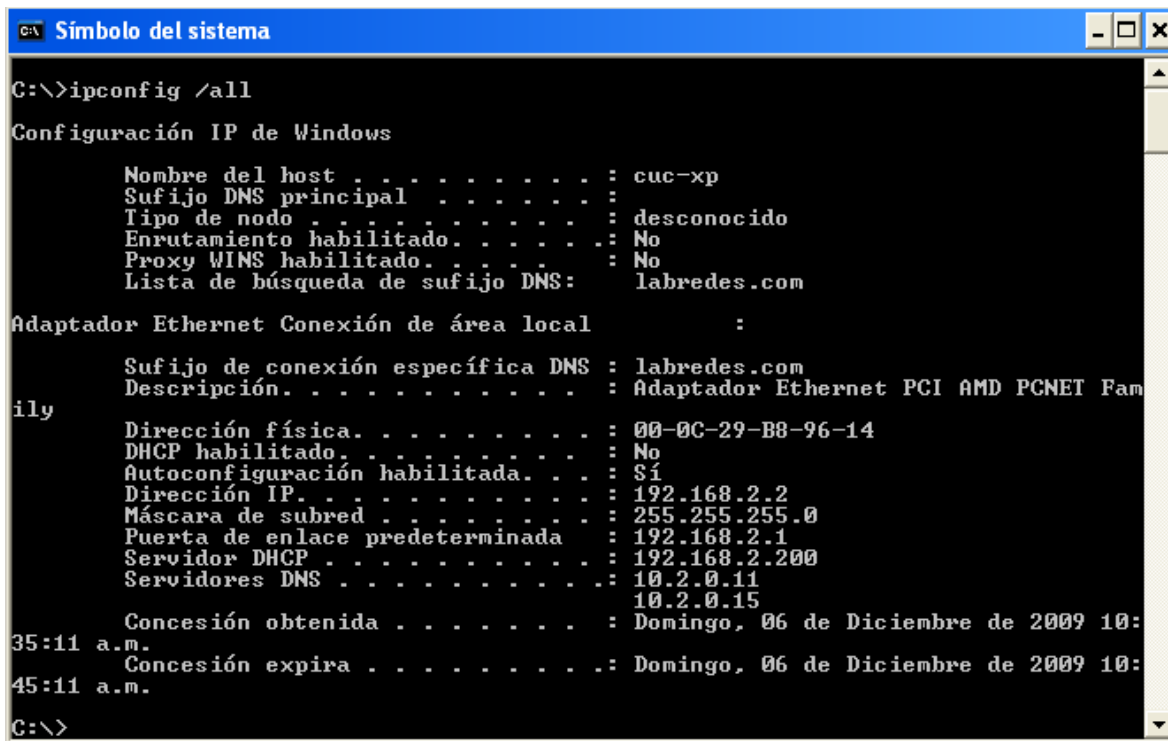 Símbolo del sistema
C:\>ipconfig /all
Configuración IP de Windows
Nombre del host . . . . . . . . . : cuc-xp
Sufijo DNS principal . . . . . . :
Tipo de nodo . . . . . . . . . . : desconocido
Enrutamiento habilitado. . . . . .: No
Proxy WINS habilitado. . . . . : No
Lista de búsqueda de sufijo DNS: labredes.com
Adaptador Ethernet Conexión de área local :
Sufijo de conexión específica DNS : labredes.com
Descripción. . . . . . . . . . . : Adaptador Ethernet PCI AMD PCNET Fam
ily
Dirección física. . . . . . . . . : 00-0C-29-B8-96-14
DHCP habilitado. . . . . . . . . : No
Autoconfiguración habilitada. . . : Sí
Dirección IP. . . . . . . . . . . : 192.168.2.2
Máscara de subred . . . . . . . . : 255.255.255.0
Puerta de enlace predeterminada : 192.168.2.1
Servidor DHCP . . . . . . . . . . : 192.168.2.200
Servidores DNS . . . . . . . . . .: 10.2.0.11
10.2.0.15
Concesión obtenida . . . . . . . : Domingo, 06 de Diciembre de 2009 10:
35:11 a.m.
Concesión expira . . . . . . . . .: Domingo, 06 de Diciembre de 2009 10:
45:11 a.m.
C:\>